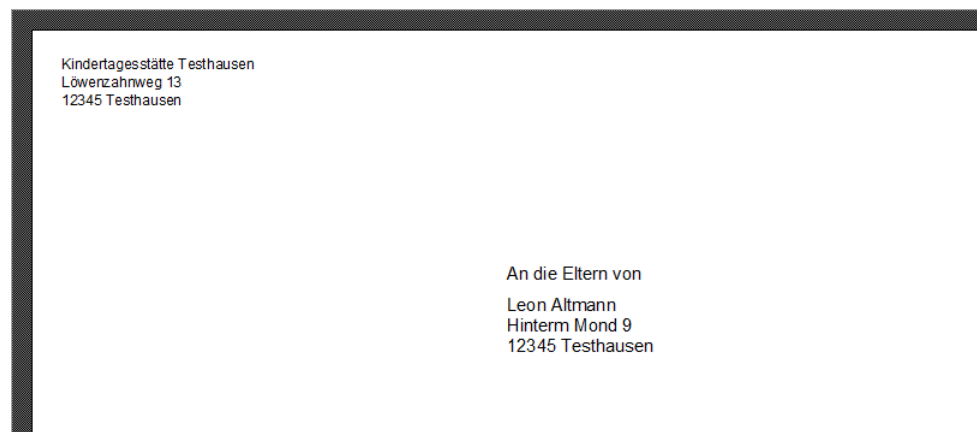 Kindertagesstätte Testhausen
Löwenzahnweg 13
12345 Testhausen
An die Eltern von
Leon Altmann
Hinterm Mond 9
12345 Testhausen